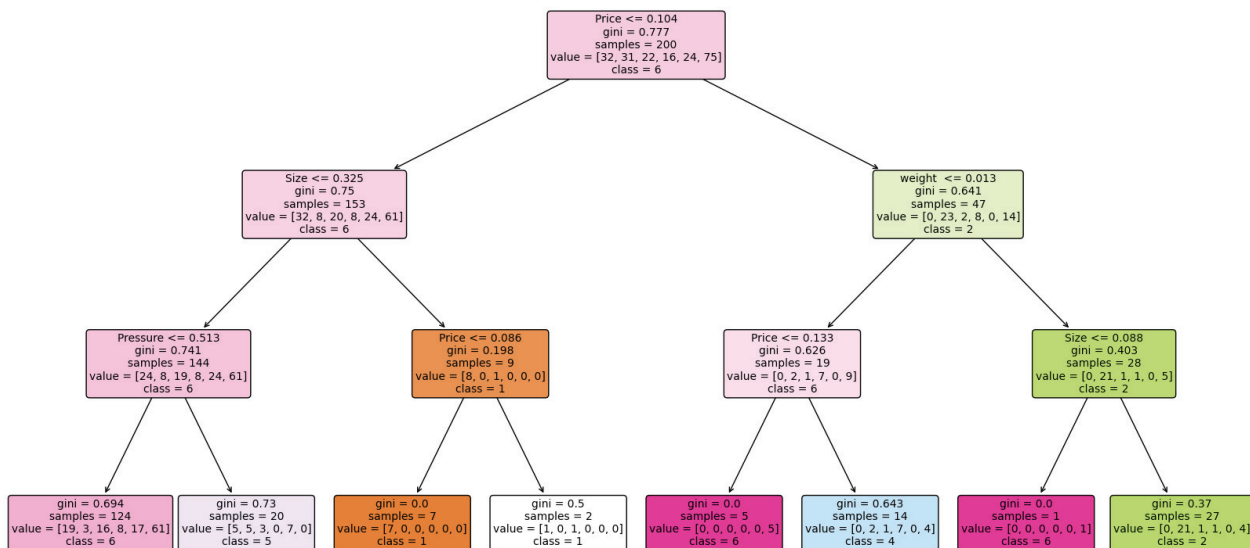 Price <= 0.104
gini = 0.777
samples = 200
value = [32, 31, 22, 16, 24, 75]
class = 6
Size <= 0.325
gini = 0.75
samples = 153
value = [32, 8, 20, 8, 24, 61]
class = 6
weight  <= 0.013
gini = 0.641
samples = 47
value = [0, 23, 2, 8, 0, 14]
class = 2
Pressure <= 0.513
gini = 0.741
samples = 144
value = [24, 8, 19, 8, 24, 61]
class = 6
Price <= 0.086
gini = 0.198
samples = 9
value = [8, 0, 1, 0, 0, 0]
class = 1
Price <= 0.133
gini = 0.626
samples = 19
value = [0, 2, 1, 7, 0, 9]
class = 6
Size <= 0.088
gini = 0.403
samples = 28
value = [0, 21, 1, 1, 0, 5]
class = 2
gini = 0.694
samples = 124
value = [19, 3, 16, 8, 17, 61]
class = 6
gini = 0.73
samples = 20
value = [5, 5, 3, 0, 7, 0]
class = 5
gini = 0.0
samples = 7
value = [7, 0, 0, 0, 0, 0]
class = 1
gini = 0.5
samples = 2
value = [1, 0, 1, 0, 0, 0]
class = 1
gini = 0.0
samples = 5
value = [0, 0, 0, 0, 0, 5]
class = 6
gini = 0.643
samples = 14
value = [0, 2, 1, 7, 0, 4]
class = 4
gini = 0.0
samples = 1
value = [0, 0, 0, 0, 0, 1]
class = 6
gini = 0.37
samples = 27
value = [0, 21, 1, 1, 0, 4]
class = 2